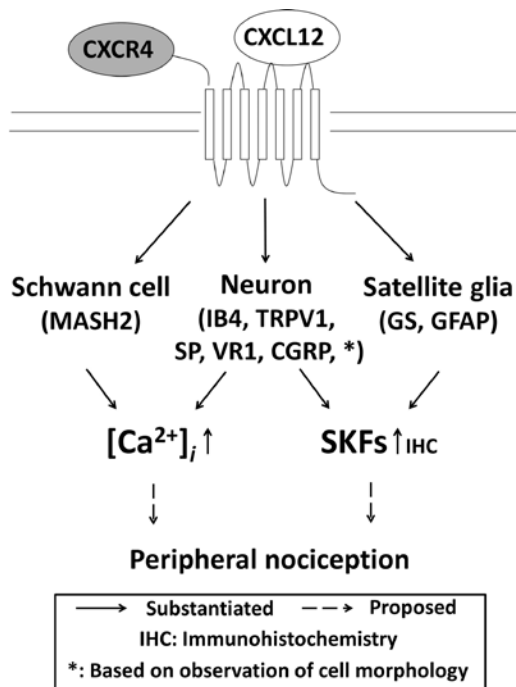 CXCR4
CXCL12
Schwann cell
(MASH2)
Neuron
(IB4, TRPV1,
SP, VR1, CGRP, *)
Satellite glia
(GS, GFAP)
[Ca²⁺]ᵢ↑
SKFs↑IHC
Peripheral nociception
Substantiated
Proposed
IHC: Immunohistochemistry
*: Based on observation of cell morphology